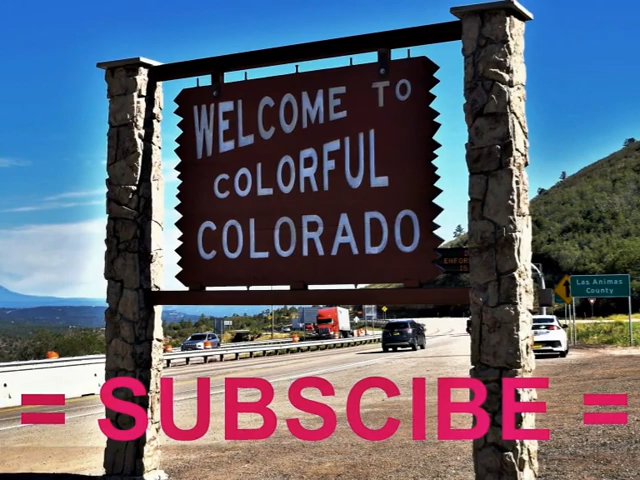 WELCOME TO
COLORFUL
COLORADO
Las Animas
County
= SUBSCIBE =